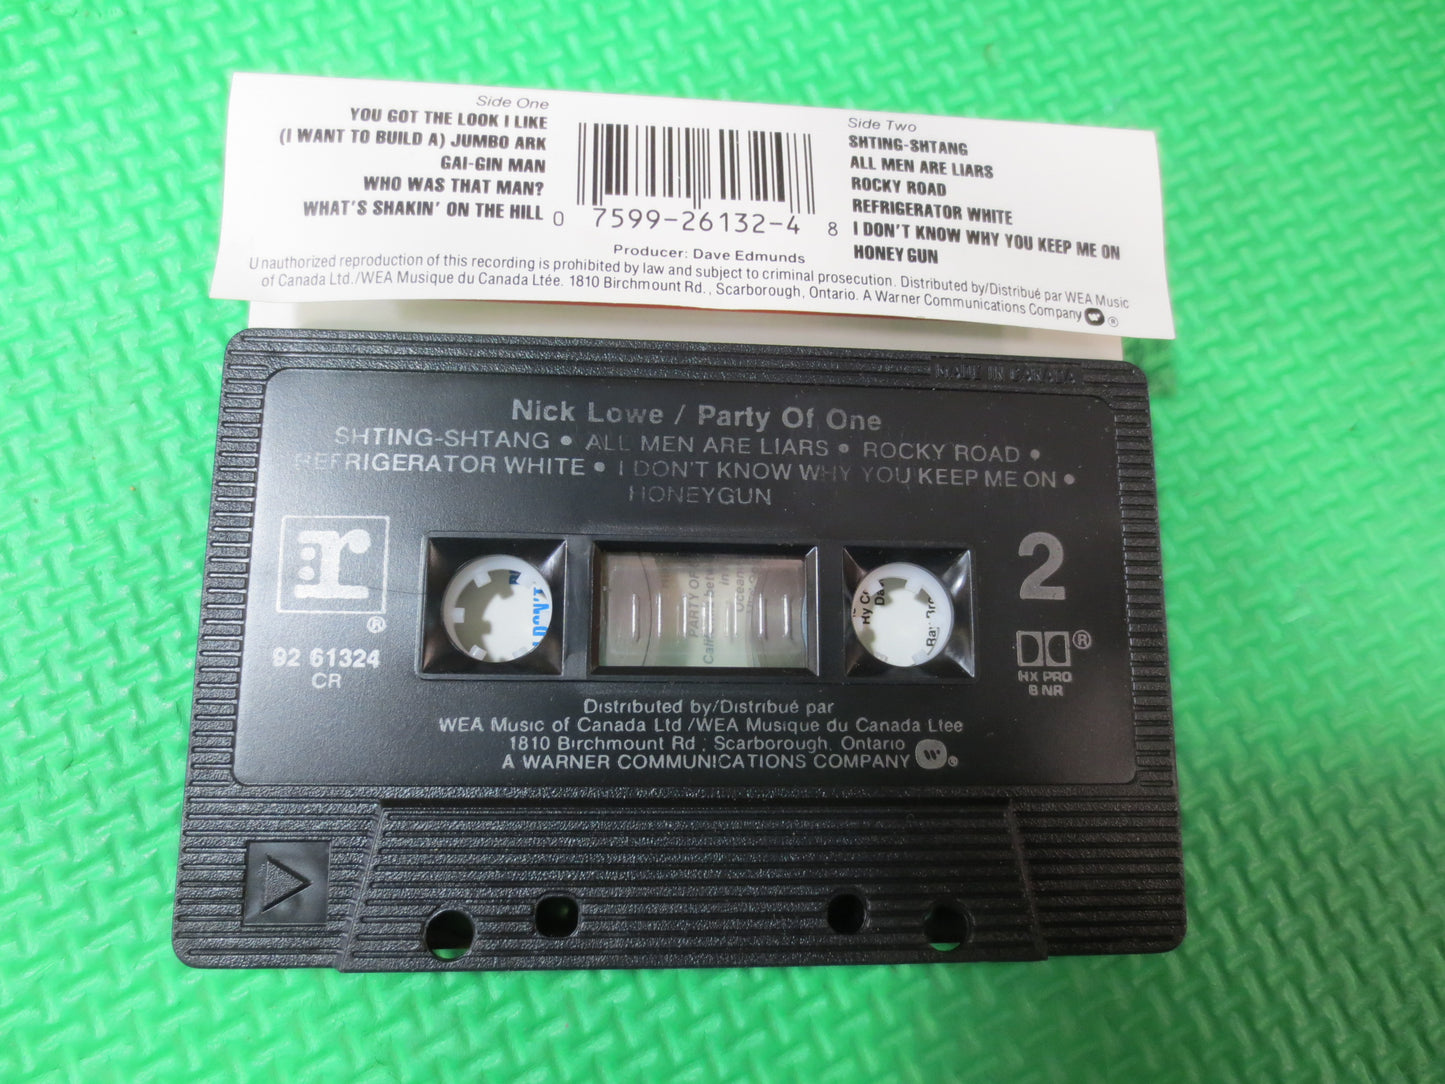 Side One
YOU GOT THE LOOK I LIKE
(I WANT TO BUILD A) JUMBO ARK
GAI-GIN MAN
WHO WAS THAT MAN?
WHAT'S SHAKIN' ON THE HILL
0 7599-26132-4 8
Side Two
SHTING-SHTANG
ALL MEN ARE LIARS
ROCKY ROAD
REFRIGERATOR WHITE
I DON'T KNOW WHY YOU KEEP ME ON
HONEY GUN
Producer: Dave Edmunds
Unauthorized reproduction of this recording is prohibited by law and subject to criminal prosecution. Distributed by/Distribué par WEA Music
of Canada Ltd./WEA Musique du Canada Ltée. 1810 Birchmount Rd., Scarborough, Ontario. A Warner Communications Company ®
MADE IN CANADA
Nick Lowe / Party Of One
SHTING-SHTANG • ALL MEN ARE LIARS • ROCKY ROAD •
REFRIGERATOR WHITE • I DON'T KNOW WHY YOU KEEP ME ON •
HONEYGUN
:r
®
92 61324
CR
2
®
HX PRO
B NR
PARTY OF
Distributed by/Distribué par
WEA Music of Canada Ltd /WEA Musique du Canada Ltee
1810 Birchmount Rd , Scarborough, Ontario
A WARNER COMMUNICATIONS COMPANY ®